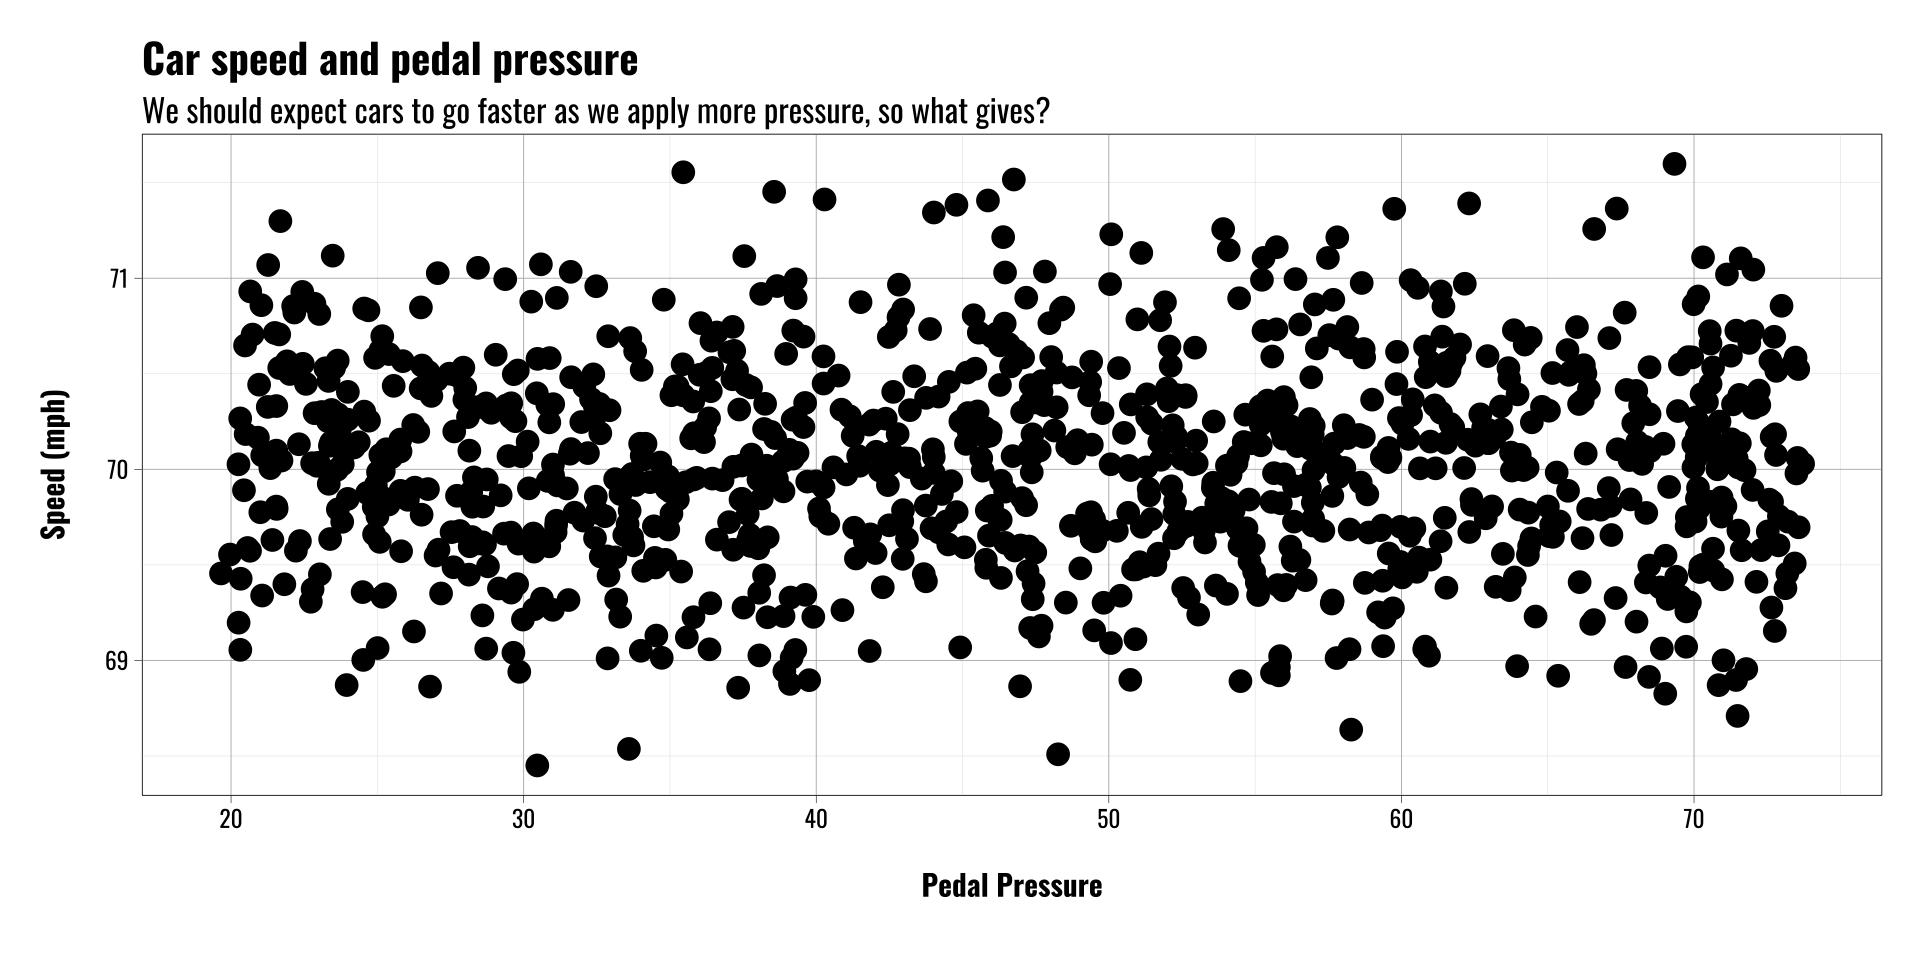 Car speed and pedal pressure
We should expect cars to go faster as we apply more pressure, so what gives?
Speed (mph)
71
70
69
20 30 40 50 60 70
Pedal Pressure